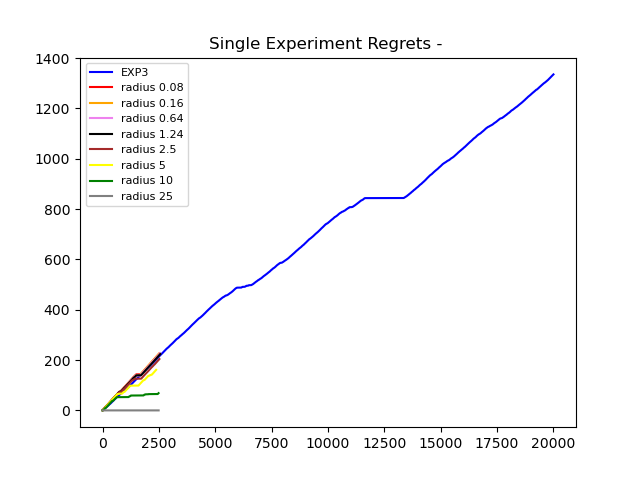 Single Experiment Regrets -
1400
1200
1000
800
600
400
200
0
EXP3
radius 0.08
radius 0.16
radius 0.64
radius 1.24
radius 2.5
radius 5
radius 10
radius 25
0 2500 5000 7500 10000 12500 15000 17500 20000